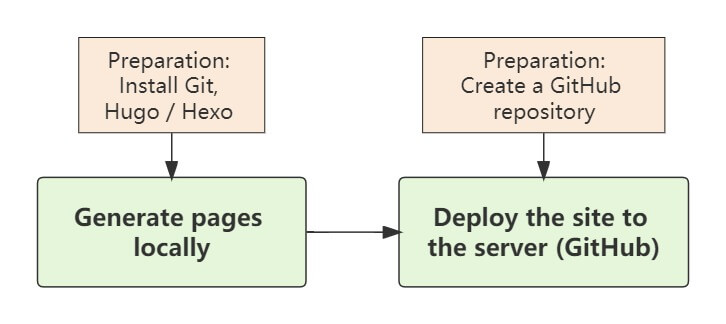 Preparation:
Install Git,
Hugo / Hexo
Preparation:
Create a GitHub
repository
Generate pages
locally
Deploy the site to
the server (GitHub)